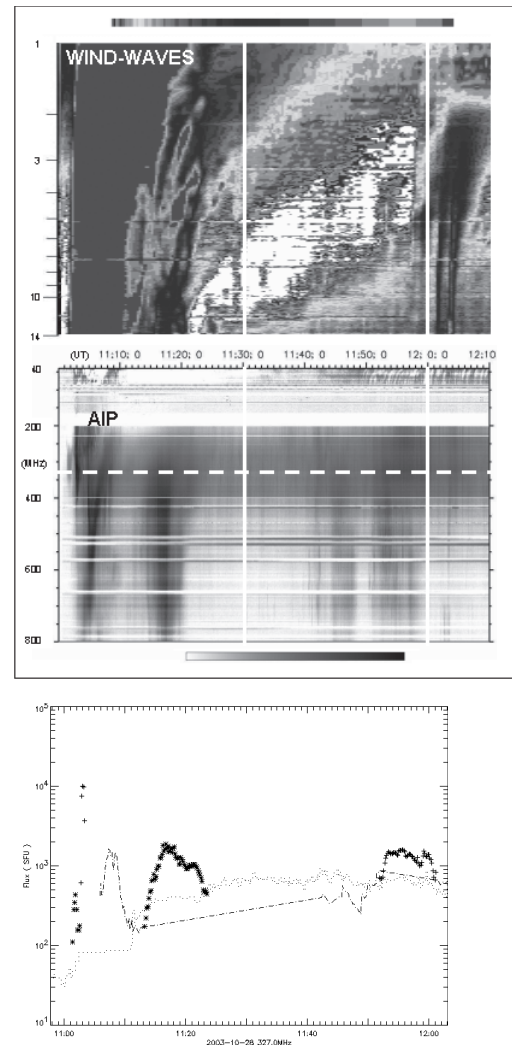 WIND-WAVES
1
3
10
14
(UT) 11:10; 0 11:20; 0 11:30; 0 11:40; 0 11:50; 0 12; 0; 0 12:10
40
AIP
200
(MHz)
400
600
800
10^5
10^4
10^3
10^2
10^1
Flux ( SFU )
11:00 11:20 11:40 12:00
2003-10-28 327.0MHz